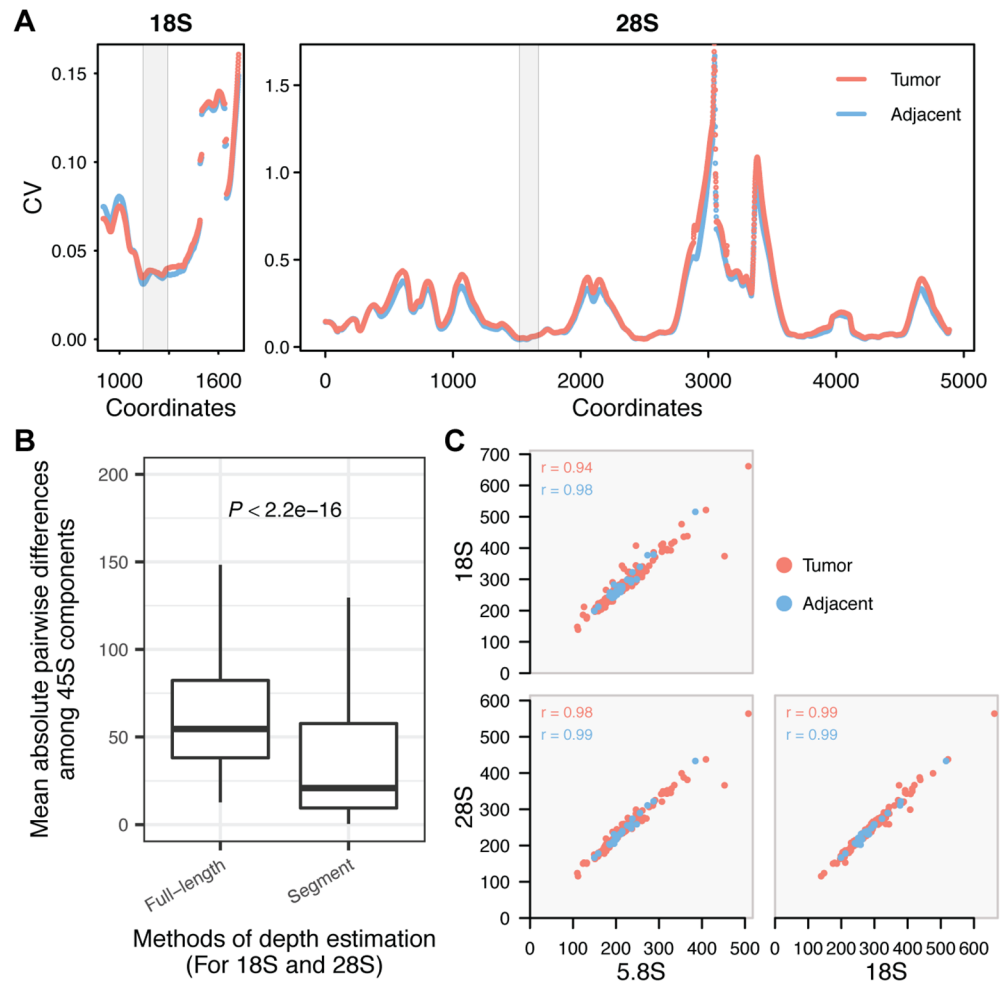 A
18S
28S
CV
0.15
0.10
0.05
0.00
1000
1600
Coordinates
1.5
1.0
0.5
0.0
0
1000
2000
3000
4000
5000
Coordinates
Tumor
Adjacent
B
Mean absolute pairwise differences
among 45S components
200
150
100
50
0
P < 2.2e−16
Full−length
Segment
Methods of depth estimation
(For 18S and 28S)
C
18S
700
600
500
400
300
200
100
0
r = 0.94
r = 0.98
Tumor
Adjacent
28S
600
500
400
300
200
100
0
r = 0.98
r = 0.99
0
100
200
300
400
500
5.8S
r = 0.99
r = 0.99
0
100
200
300
400
500
600
18S